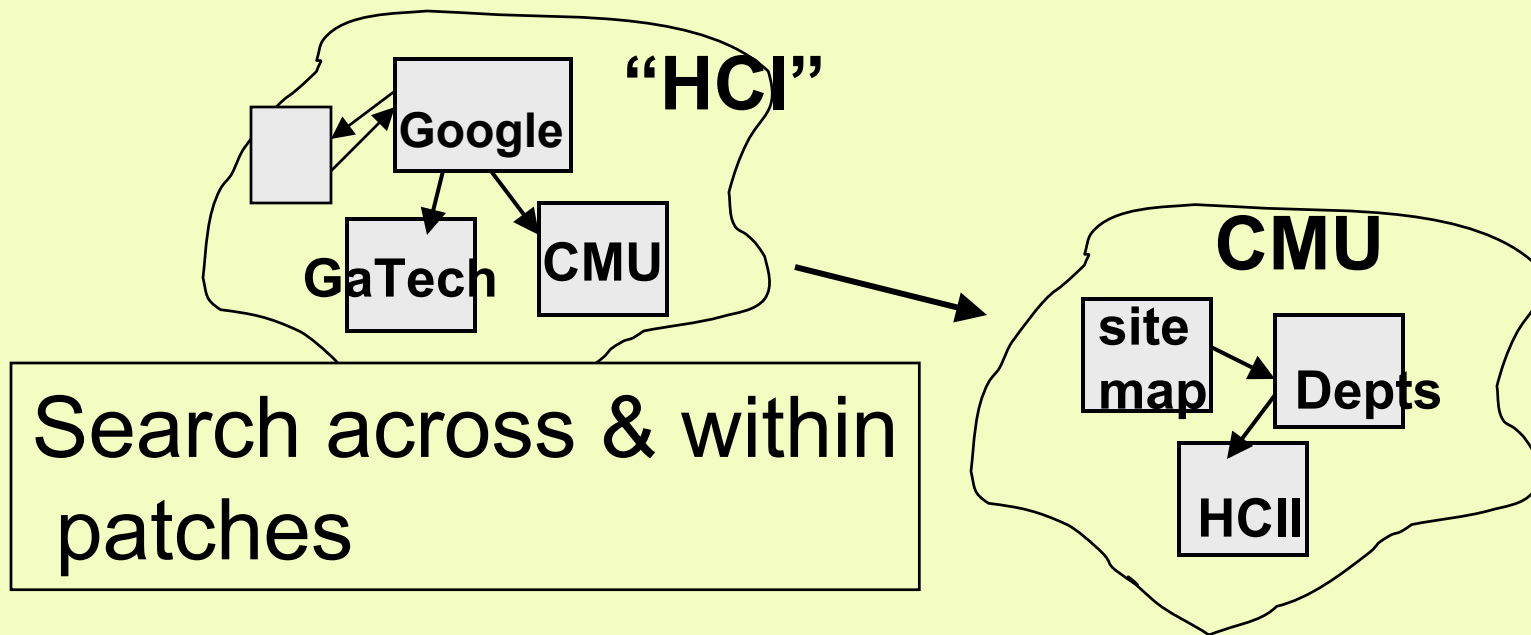 “HCI”
Google
GaTech
CMU
Search across & within
patches
CMU
site
map
Depts
HCII